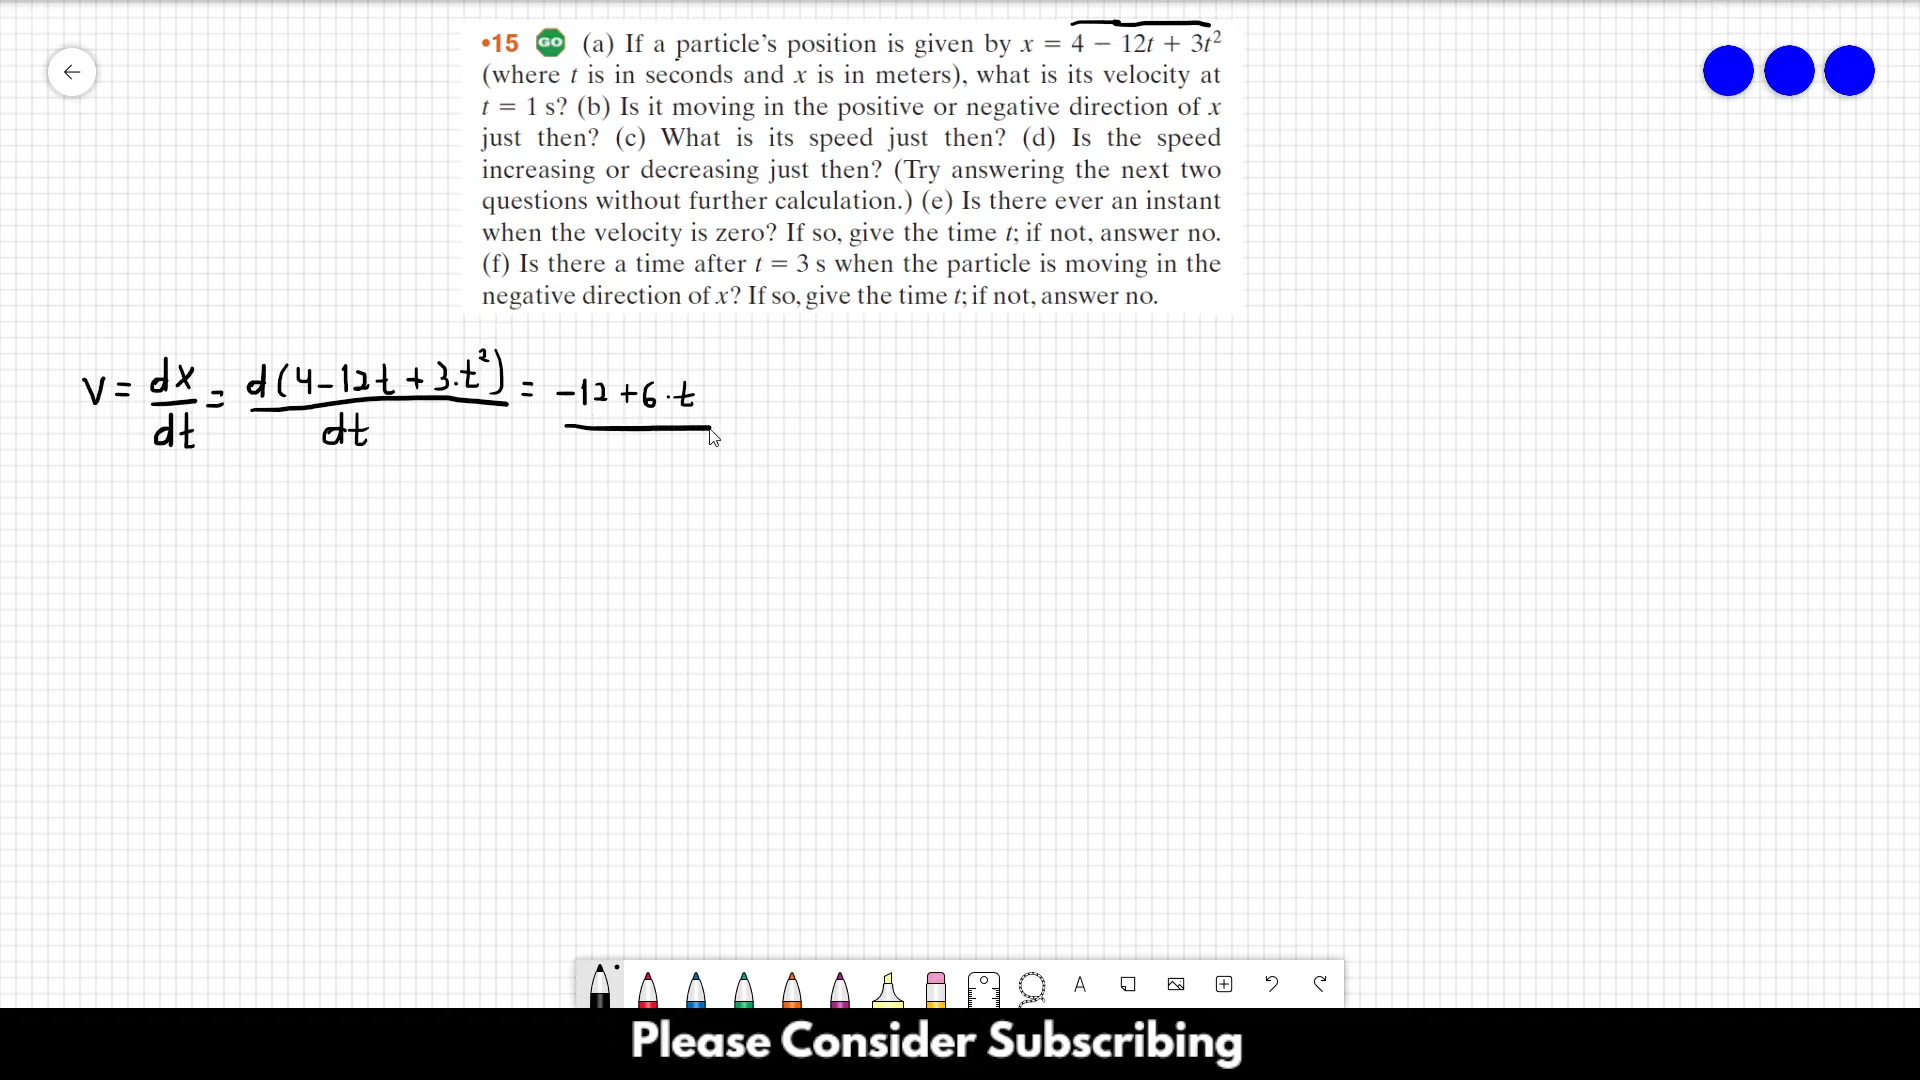 •15 GO (a) If a particle’s position is given by x = 4 − 12t + 3t²
(where t is in seconds and x is in meters), what is its velocity at
t = 1 s? (b) Is it moving in the positive or negative direction of x
just then? (c) What is its speed just then? (d) Is the speed
increasing or decreasing just then? (Try answering the next two
questions without further calculation.) (e) Is there ever an instant
when the velocity is zero? If so, give the time t; if not, answer no.
(f) Is there a time after t = 3 s when the particle is moving in the
negative direction of x? If so, give the time t; if not, answer no.
V = dx/dt = d(4-12t+3.t²)/dt = -12+6·t
A
Please Consider Subscribing